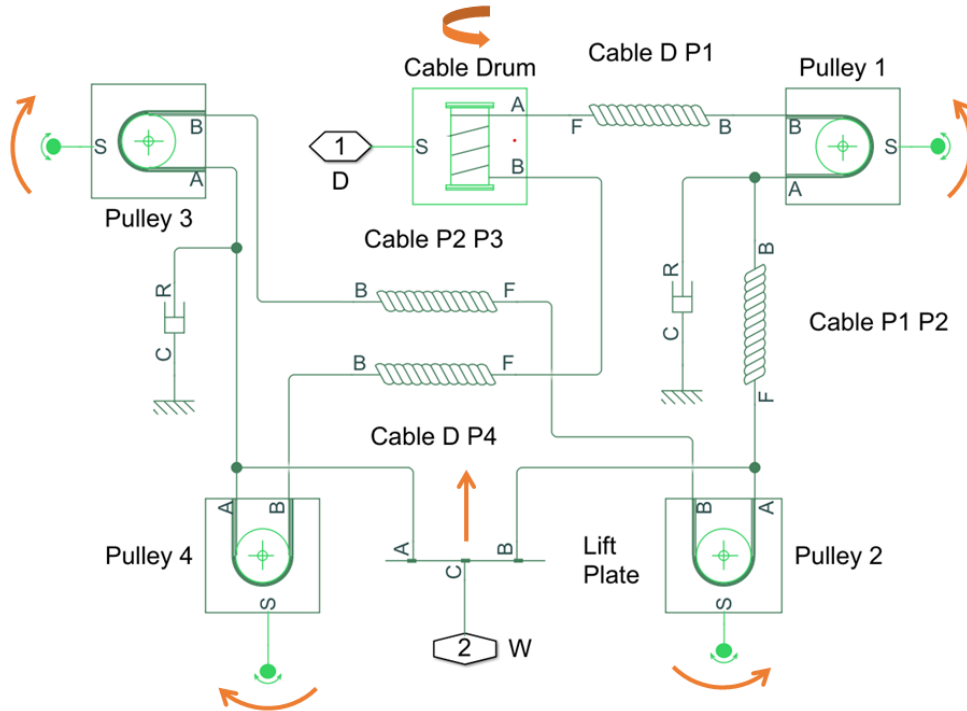 Cable D P1
Cable Drum
Pulley 1
A
B
F
B
B
S
S
S
1
B
A
A
D
Pulley 3
Cable P2 P3
B
R
R
B
F
Cable P1 P2
C
C
B
F
F
Cable D P4
A
B
B
A
A
B
Pulley 4
C
Lift
Plate
Pulley 2
S
S
2
W